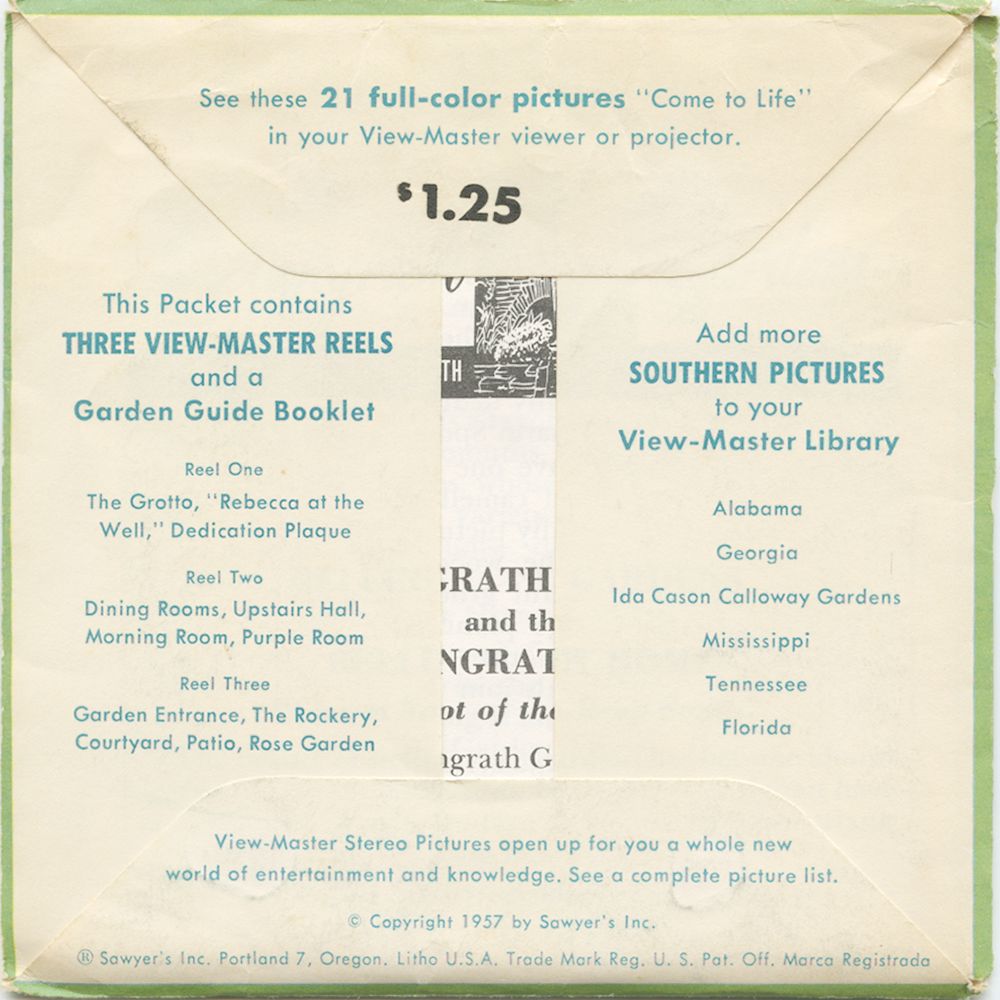 See these 21 full-color pictures "Come to Life"
in your View-Master viewer or projector.
$1.25
This Packet contains
THREE VIEW-MASTER REELS
and a
Garden Guide Booklet
Reel One
The Grotto, "Rebecca at the
Well," Dedication Plaque
Reel Two
Dining Rooms, Upstairs Hall,
Morning Room, Purple Room
Reel Three
Garden Entrance, The Rockery,
Courtyard, Patio, Rose Garden
TH
GRATH
and th
NGRAT
ot of the
ngrath G
Add more
SOUTHERN PICTURES
to your
View-Master Library
Alabama
Georgia
Ida Cason Calloway Gardens
Mississippi
Tennessee
Florida
View-Master Stereo Pictures open up for you a whole new
world of entertainment and knowledge. See a complete picture list.
© Copyright 1957 by Sawyer's Inc.
® Sawyer's Inc. Portland 7, Oregon. Litho U.S.A. Trade Mark Reg. U. S. Pat. Off. Marca Registrada